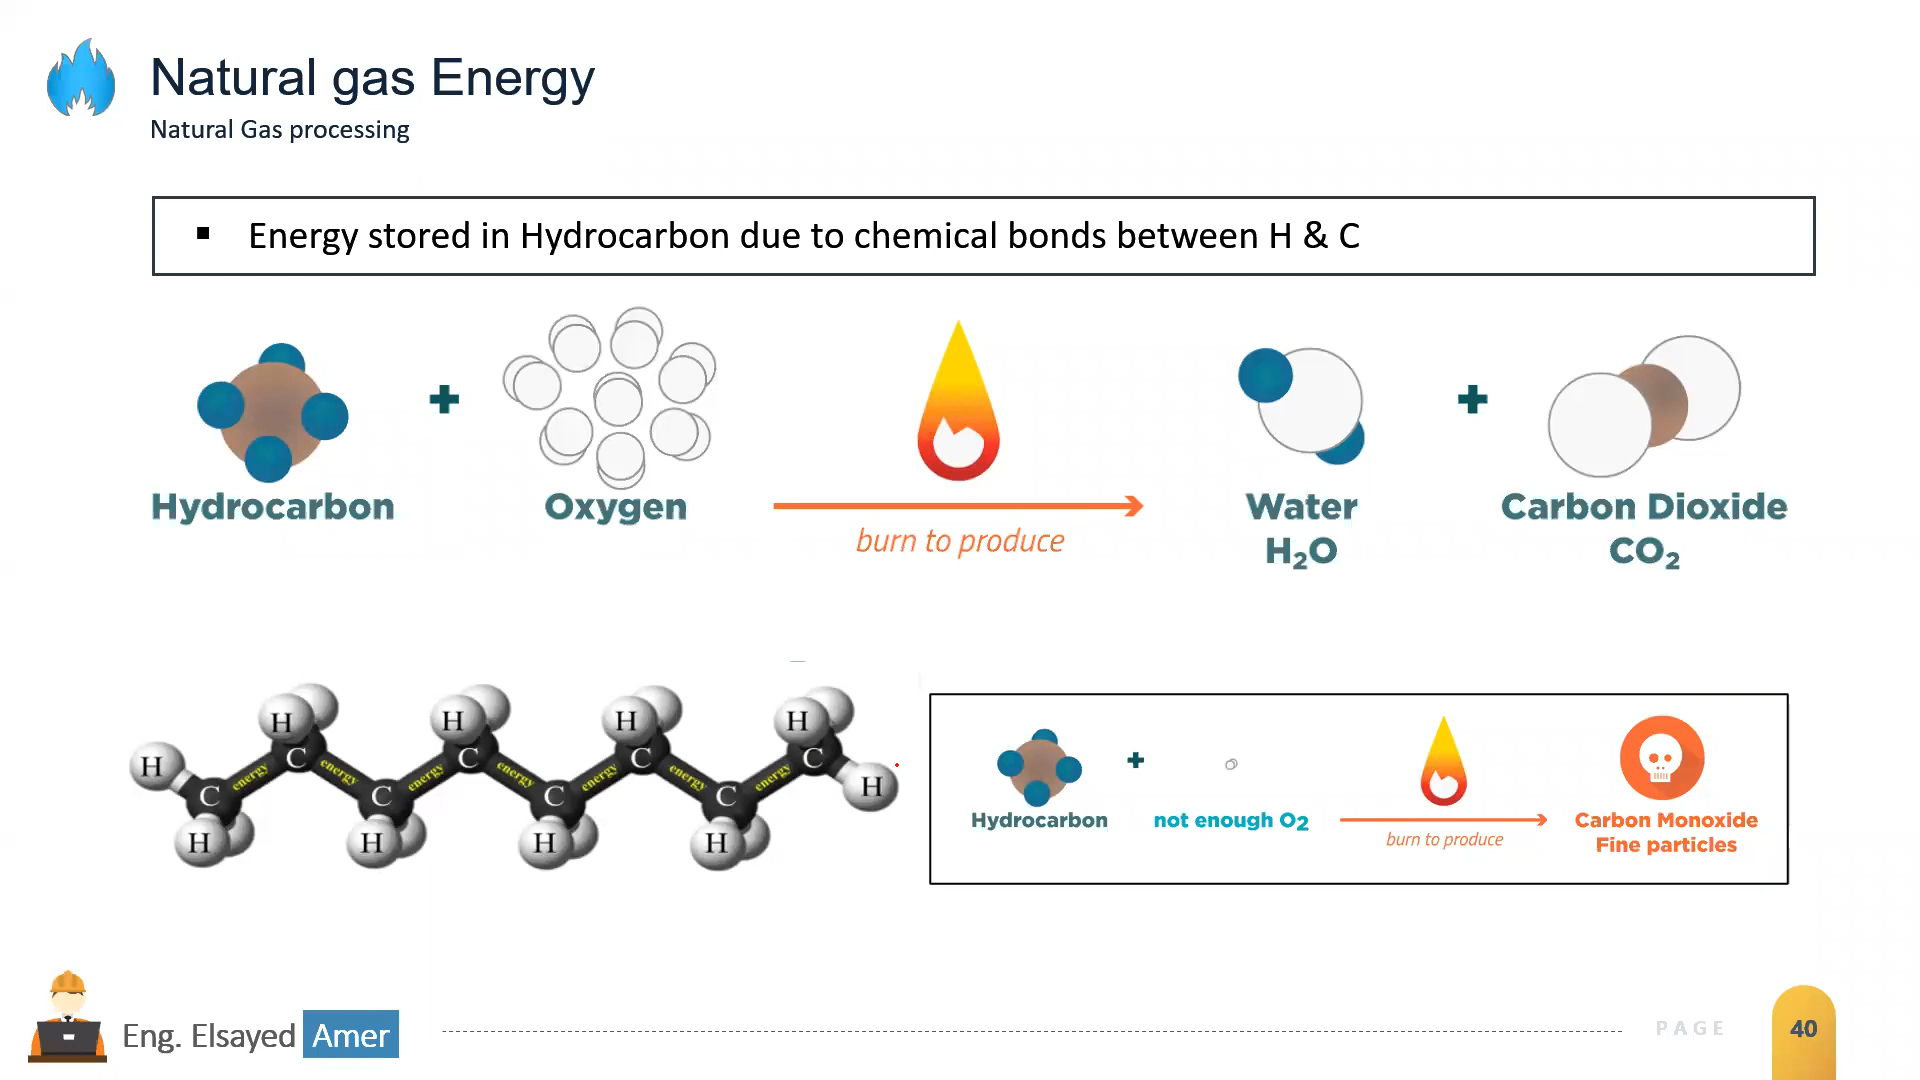 Natural gas Energy
Natural Gas processing
▪ Energy stored in Hydrocarbon due to chemical bonds between H & C
Hydrocarbon + Oxygen burn to produce Water H₂O + Carbon Dioxide CO₂
H H H H H
C energy C energy C energy C energy C energy C energy C energy C
H H H H
Hydrocarbon + not enough O2 burn to produce Carbon Monoxide
Fine particles
Eng. Elsayed Amer
PAGE 40